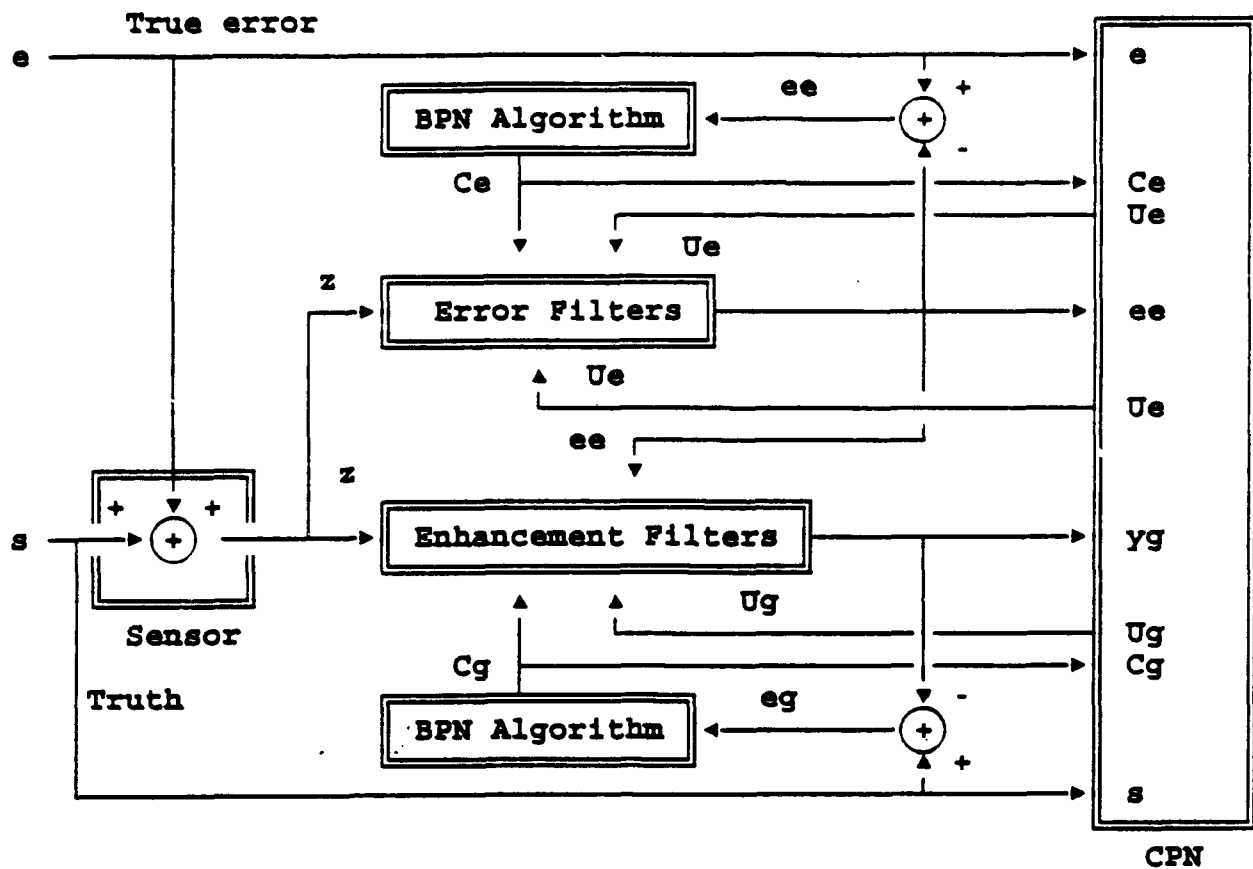 True error
e
e
ee
+
BPN Algorithm
+
-
Ce
Ce
Ue
Ue
z
Error Filters
ee
Ue
Ue
ee
z
+ +
s
+
Enhancement Filters
yg
Ug
Sensor
Ug
Cg
Cg
Truth
eg
-
BPN Algorithm
+
+
s
CPN